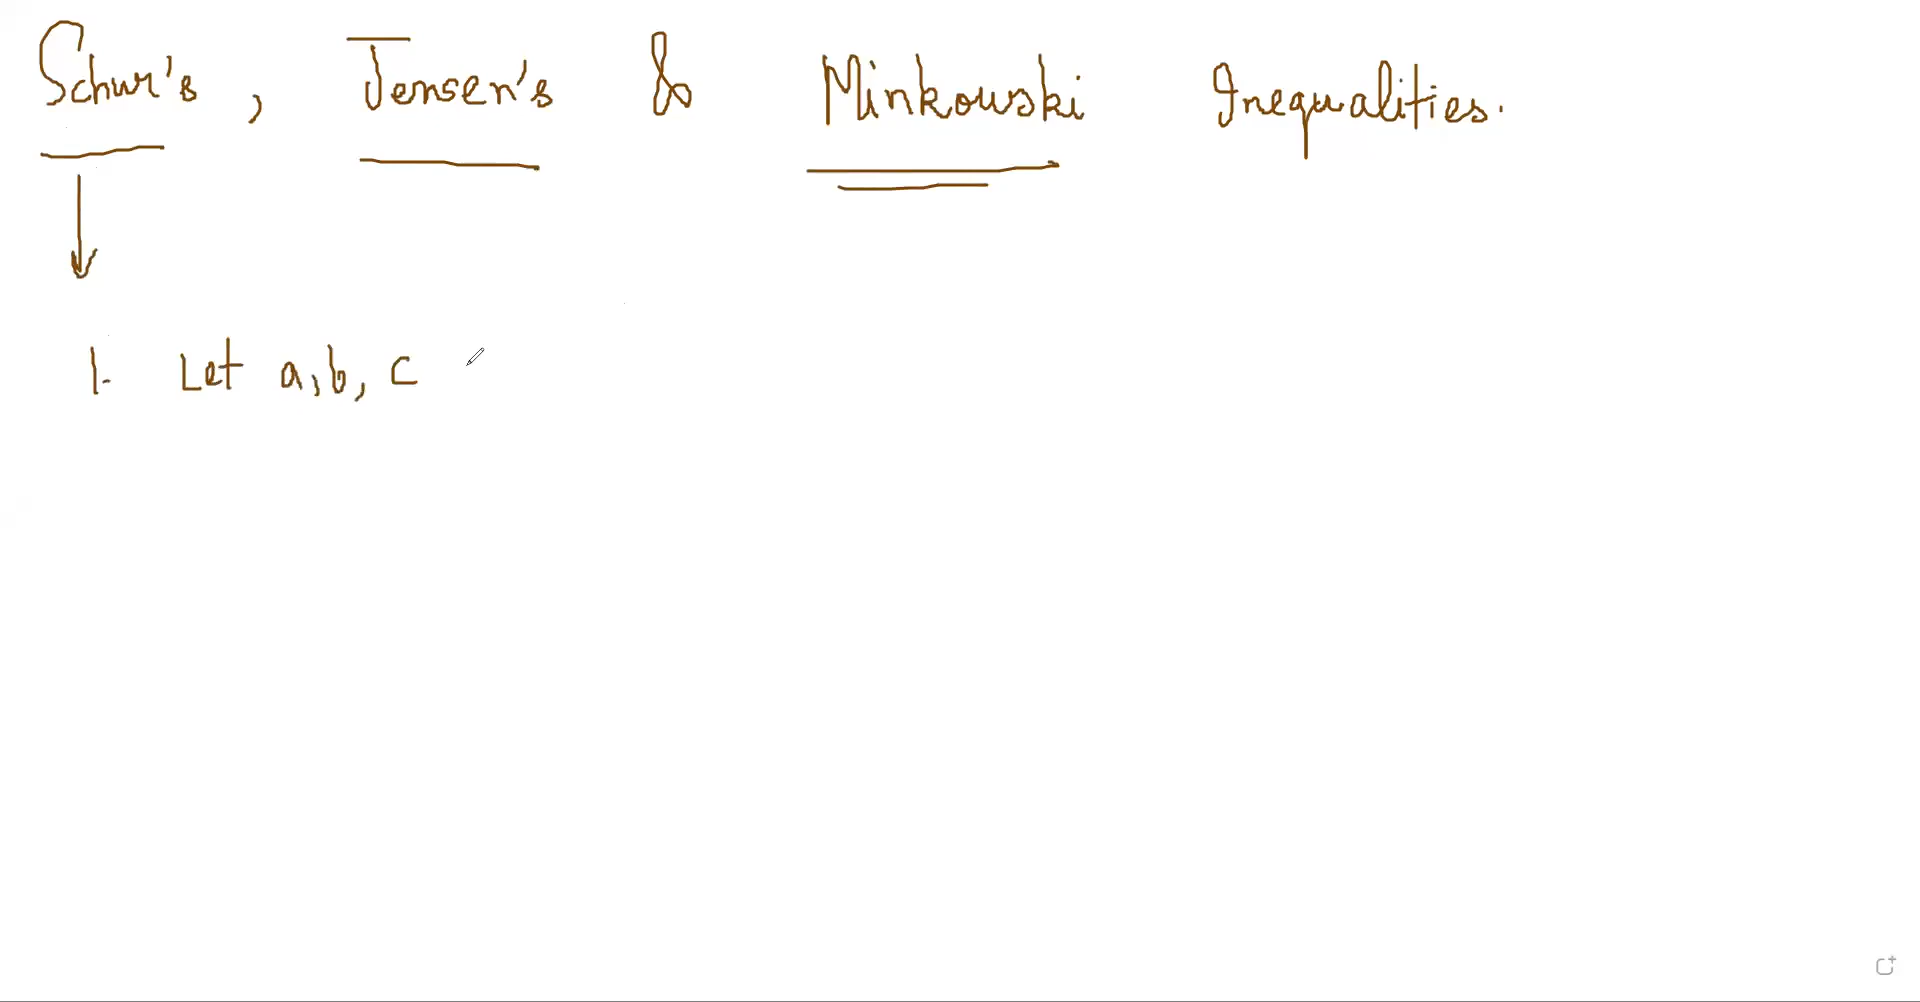 Schur's, Jensen's & Minkowski Inequalities.
1. Let a, b, c